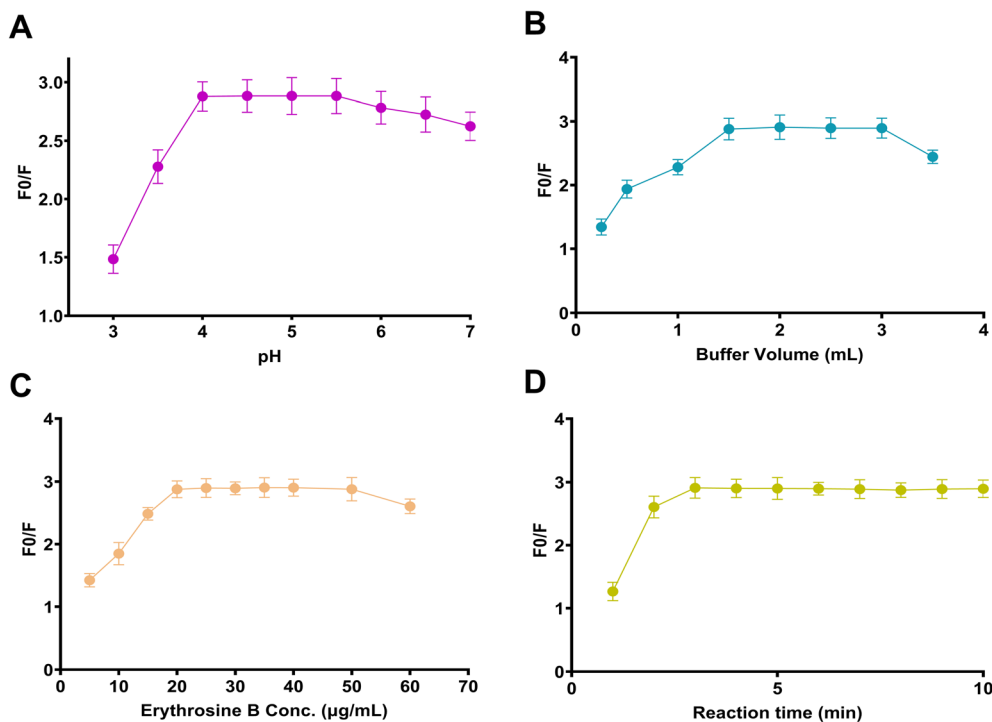 A
F0/F
3.0
2.5
2.0
1.5
1.0
3 4 5 6 7
pH
B
F0/F
4
3
2
1
0
0 1 2 3 4
Buffer Volume (mL)
C
F0/F
4
3
2
1
0
0 10 20 30 40 50 60 70
Erythrosine B Conc. (µg/mL)
D
F0/F
4
3
2
1
0
0 5 10
Reaction time (min)